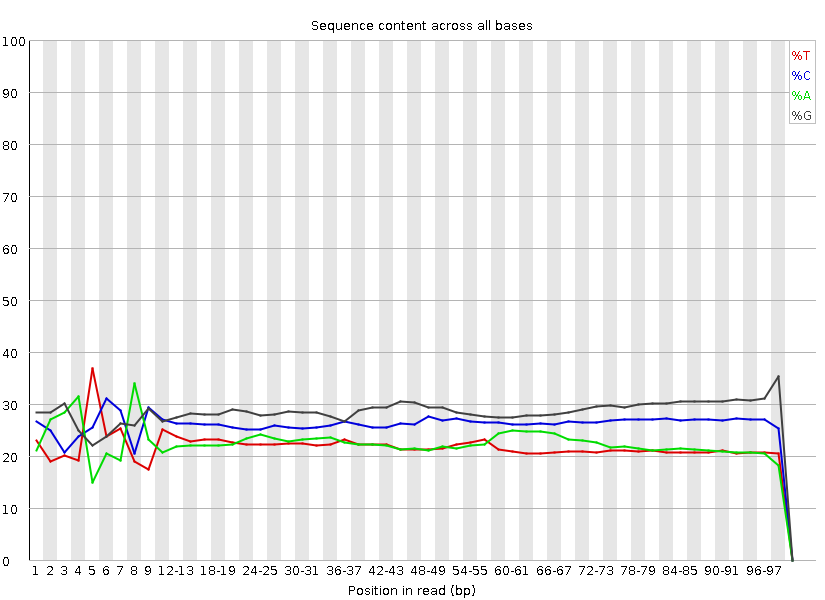 Sequence content across all bases
100
90
80
70
60
50
40
30
20
10
0
%T
%C
%A
%G
1 2 3 4 5 6 7 8 9 12-13 18-19 24-25 30-31 36-37 42-43 48-49 54-55 60-61 66-67 72-73 78-79 84-85 90-91 96-97
Position in read (bp)